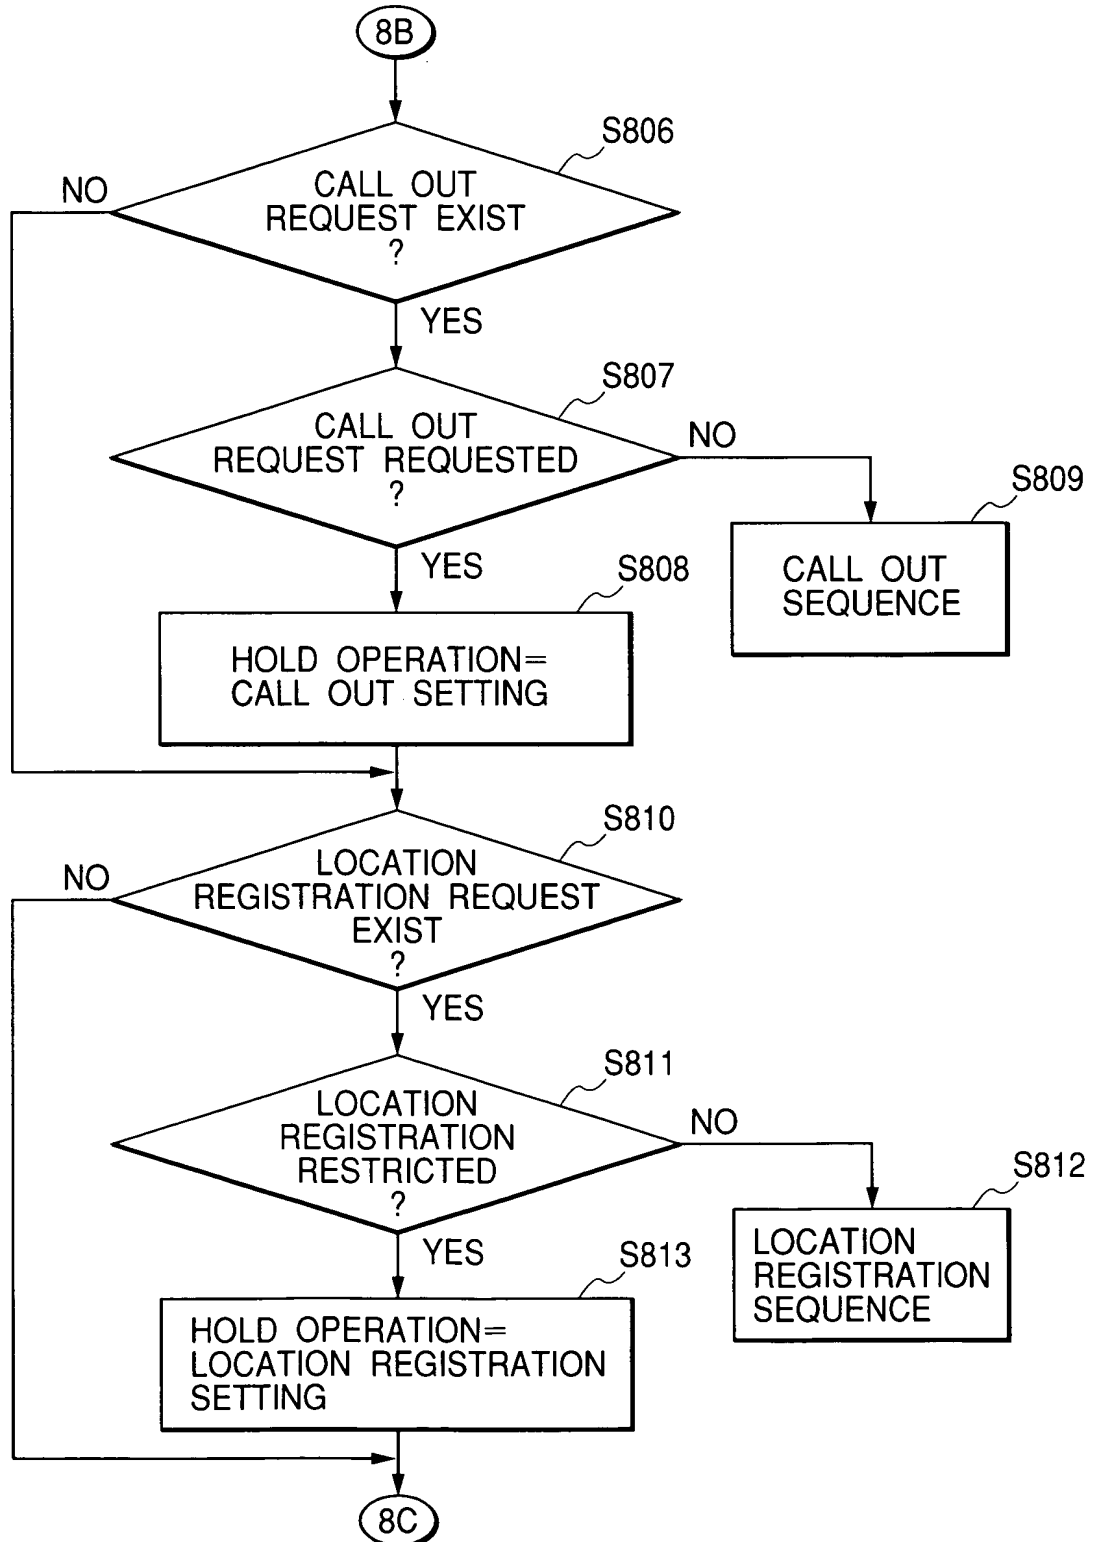 8B
S806
NO
CALL OUT
REQUEST EXIST
?
YES
S807
CALL OUT
REQUEST REQUESTED
?
NO
YES
S809
CALL OUT
SEQUENCE
S808
HOLD OPERATION=
CALL OUT SETTING
S810
NO
LOCATION
REGISTRATION REQUEST
EXIST
?
YES
S811
LOCATION
REGISTRATION
RESTRICTED
?
NO
YES
S812
LOCATION
REGISTRATION
SEQUENCE
S813
HOLD OPERATION=
LOCATION REGISTRATION
SETTING
8C